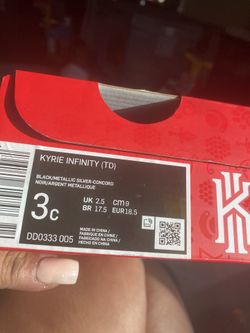 KYRIE INFINITY (TD)
BLACK/METALLIC SILVER-CONCORD
NOIR/ARGENT METALLIQUE
3C
UK 2.5 CM 9
BR 17.5 EUR 18.5
DD0333 005
MADE IN CHINA /
FABRIQUE EN CHINE /
FABRICADO NA CHINA /
HECHO EN CHINA